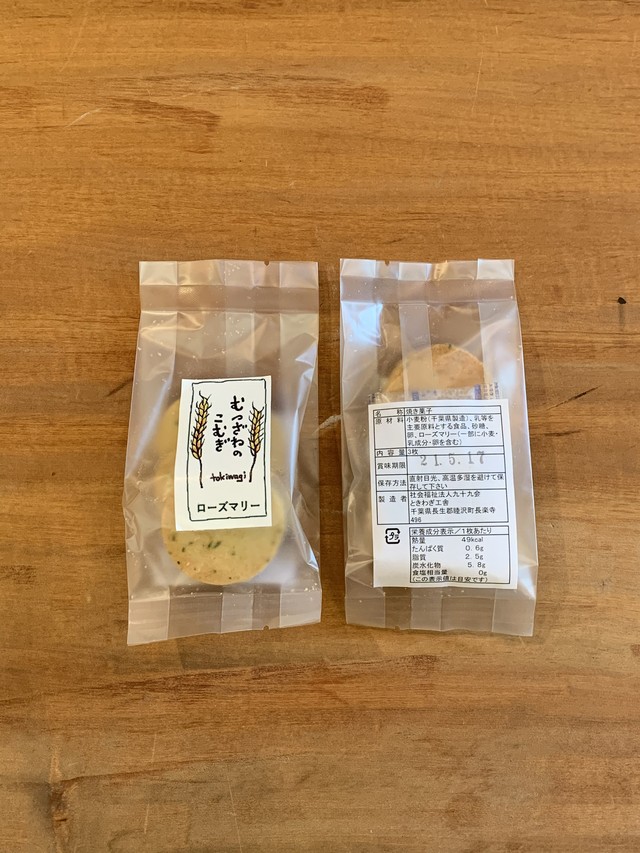 むつざわの
こむぎ
tokiwagi
ローズマリー
名 称 焼き菓子
原材料 小麦粉(千葉県製造)、乳等を
主要原料とする食品、砂糖、
卵、ローズマリー(一部に小麦・
乳成分・卵を含む)
内容量 3枚
賞味期限 21.5.17
保存方法 直射日光、高温多湿を避けて保
存して下さい
製造者 社会福祉法人九十九会
ときわぎ工舎
千葉県長生郡睦沢町長楽寺
496
プラ
栄養成分表示/1枚あたり
熱量 49kcal
たんぱく質 0.6g
脂質 2.5g
炭水化物 5.8g
食塩相当量 0g
(この表示値は目安です)